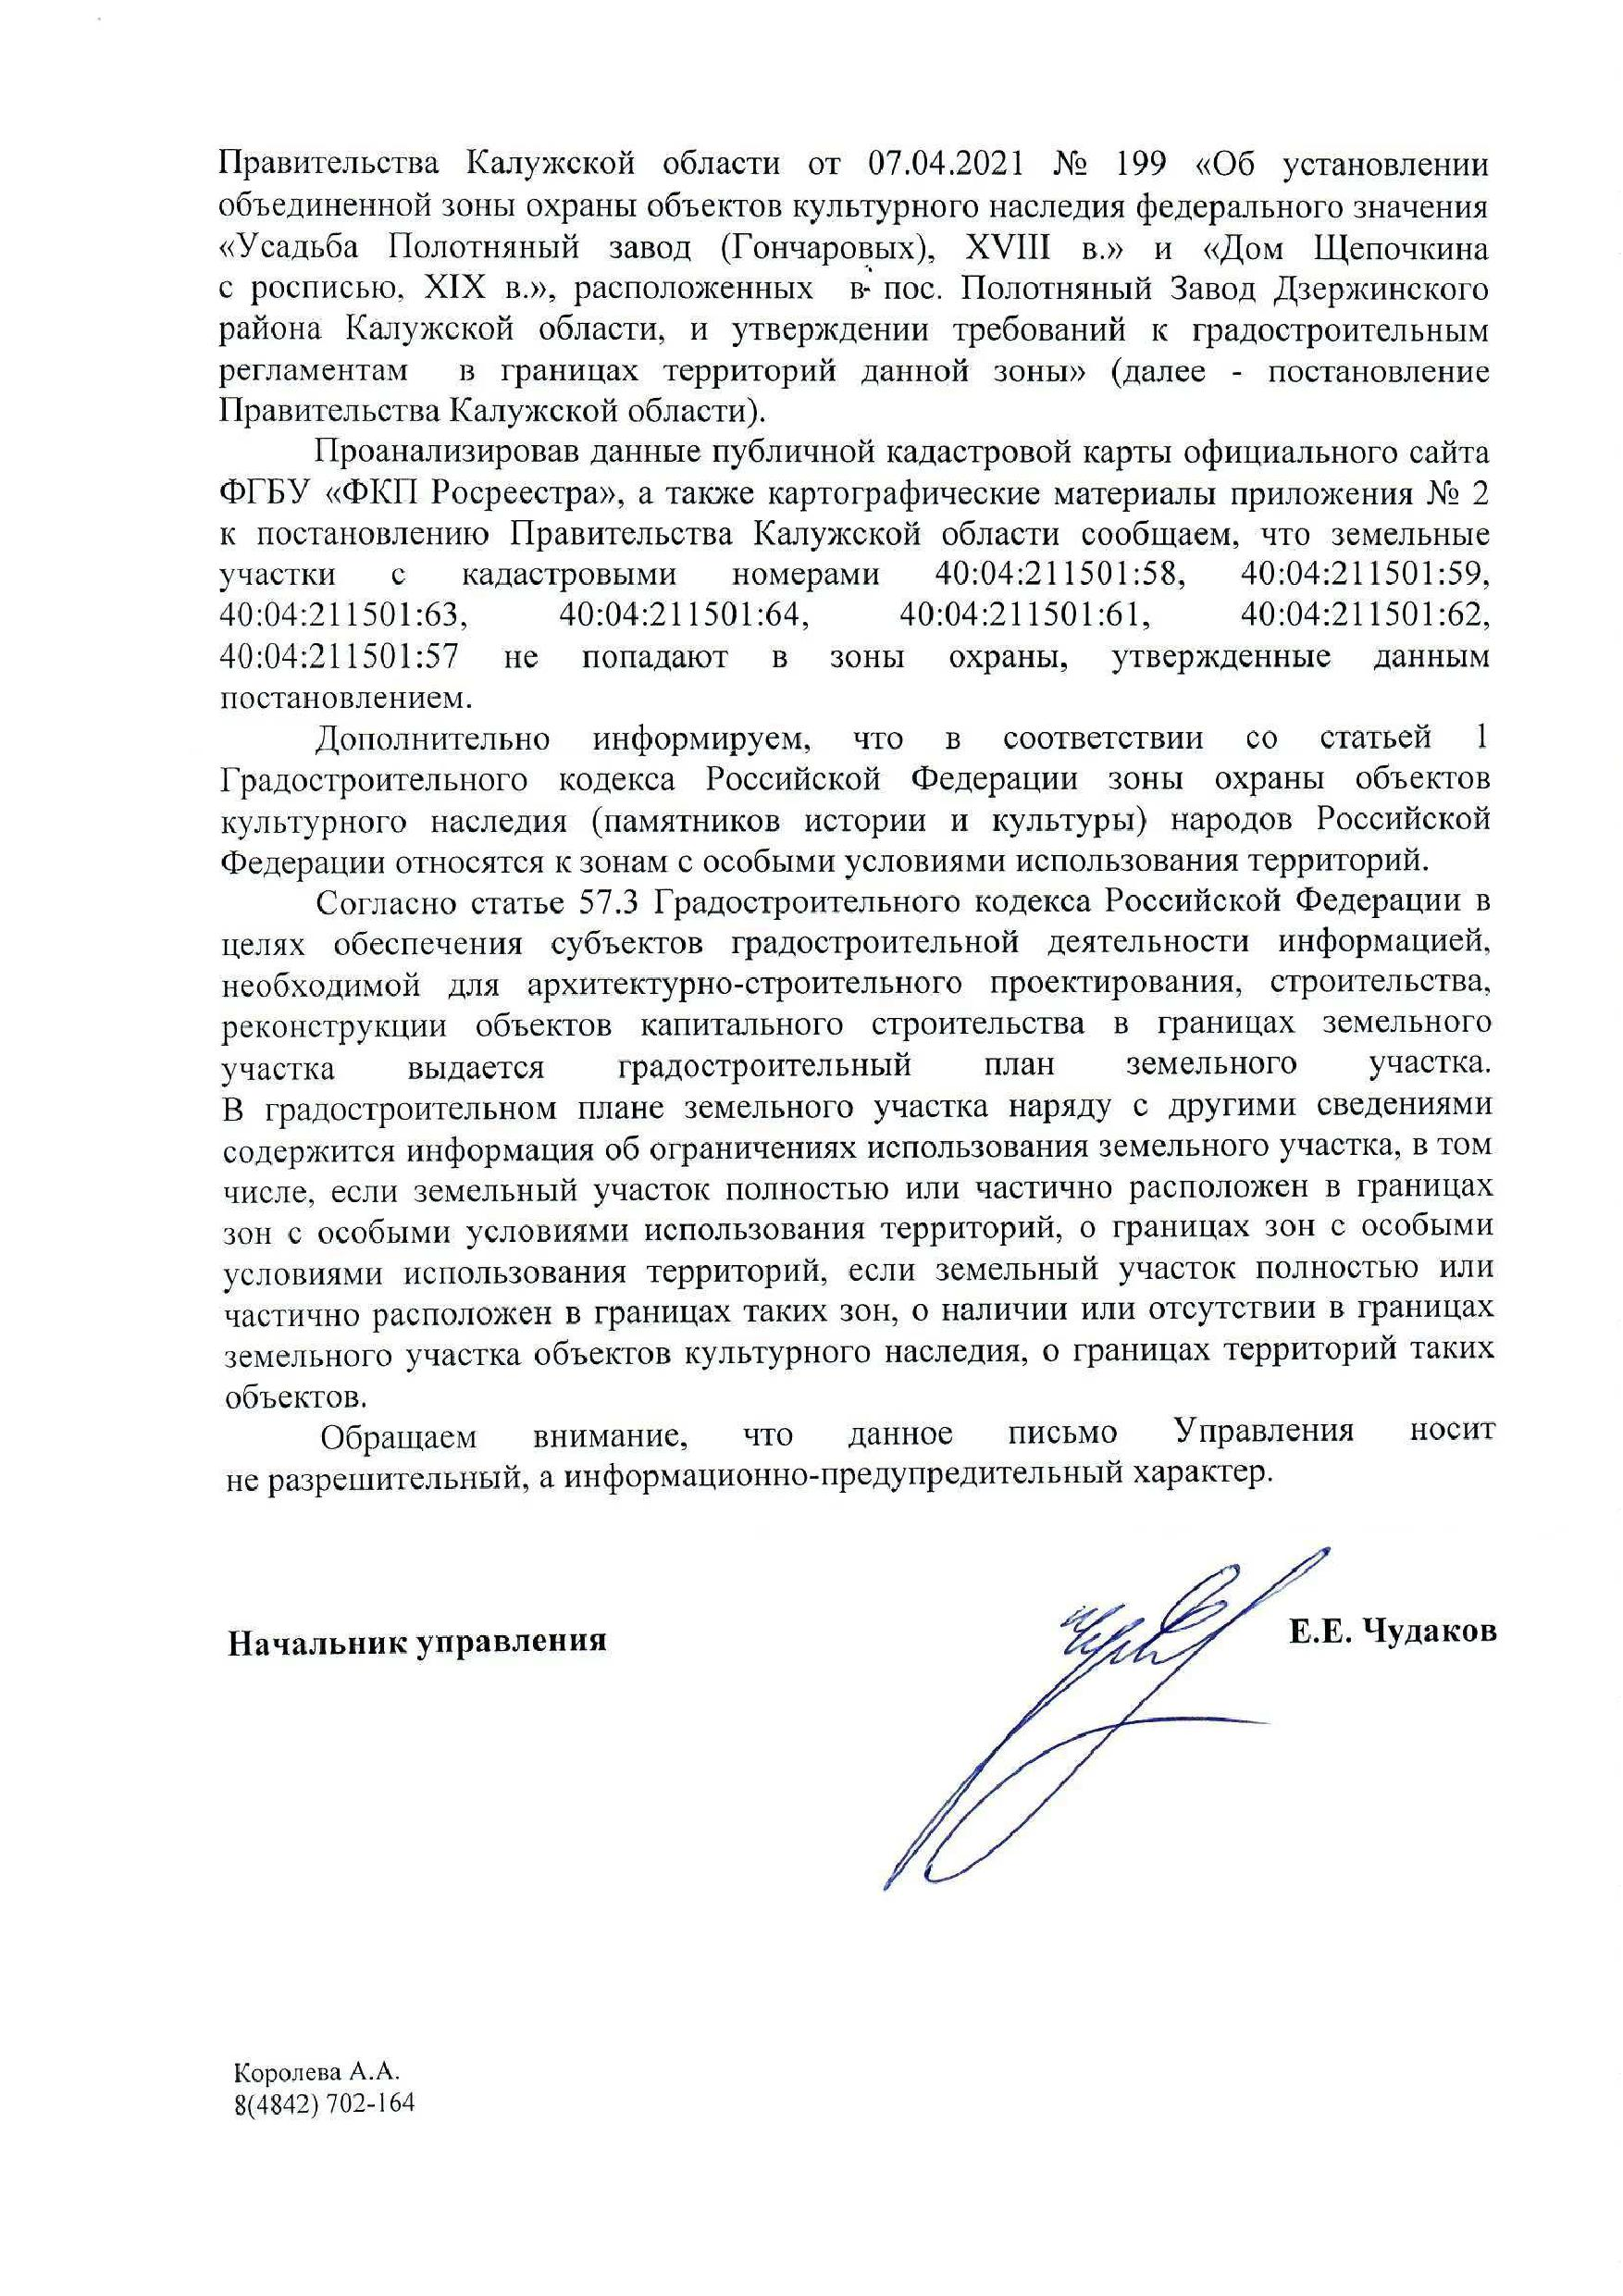 Правительства Калужской области от 07.04.2021 № 199 «Об установлении
объединенной зоны охраны объектов культурного наследия федерального значения
«Усадьба Полотняный завод (Гончаровых), XVIII в.» и «Дом Щепочкина
с росписью, XIX в.», расположенных в пос. Полотняный Завод Дзержинского
района Калужской области, и утверждении требований к градостроительным
регламентам в границах территорий данной зоны» (далее - постановление
Правительства Калужской области).
Проанализировав данные публичной кадастровой карты официального сайта
ФГБУ «ФКП Росреестра», а также картографические материалы приложения № 2
к постановлению Правительства Калужской области сообщаем, что земельные
участки с кадастровыми номерами 40:04:211501:58, 40:04:211501:59,
40:04:211501:63, 40:04:211501:64, 40:04:211501:61, 40:04:211501:62,
40:04:211501:57 не попадают в зоны охраны, утвержденные данным
постановлением.
Дополнительно информируем, что в соответствии со статьей 1
Градостроительного кодекса Российской Федерации зоны охраны объектов
культурного наследия (памятников истории и культуры) народов Российской
Федерации относятся к зонам с особыми условиями использования территорий.
Согласно статье 57.3 Градостроительного кодекса Российской Федерации в
целях обеспечения субъектов градостроительной деятельности информацией,
необходимой для архитектурно-строительного проектирования, строительства,
реконструкции объектов капитального строительства в границах земельного
участка выдается градостроительный план земельного участка.
В градостроительном плане земельного участка наряду с другими сведениями
содержится информация об ограничениях использования земельного участка, в том
числе, если земельный участок полностью или частично расположен в границах
зон с особыми условиями использования территорий, о границах зон с особыми
условиями использования территорий, если земельный участок полностью или
частично расположен в границах таких зон, о наличии или отсутствии в границах
земельного участка объектов культурного наследия, о границах территорий таких
объектов.
Обращаем внимание, что данное письмо Управления носит
не разрешительный, а информационно-предупредительный характер.
Начальник управления Е.Е. Чудаков
Королева А.А.
8(4842) 702-164